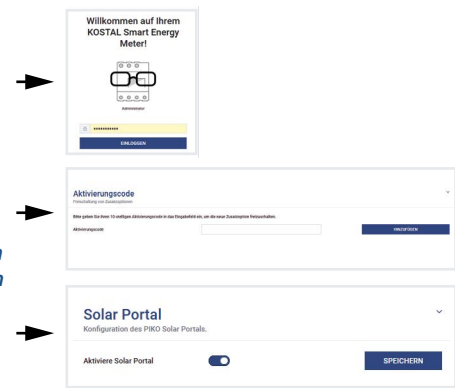 Willkommen auf Ihrem
KOSTAL Smart Energy
Meter!
EINLOGGEN
Aktivierungscode
Freischaltung von Zusatzoptionen
Bitte geben Sie Ihren 10-stelligen Aktivierungscode in das Eingabefeld ein, um die neue Zusatzoption freizuschalten.
Aktivierungscode
HINZUFÜGEN
Solar Portal
Konfiguration des PIKO Solar Portals.
Aktiviere Solar Portal
SPEICHERN